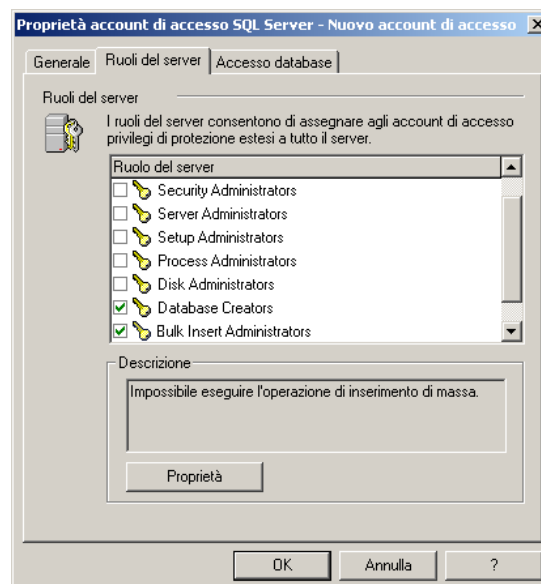 Proprietà account di accesso SQL Server - Nuovo account di accesso
Generale Ruoli del server Accesso database
Ruoli del server
I ruoli del server consentono di assegnare agli account di accesso
privilegi di protezione estesi a tutto il server.
Ruolo del server
Security Administrators
Server Administrators
Setup Administrators
Process Administrators
Disk Administrators
Database Creators
Bulk Insert Administrators
Descrizione
Impossibile eseguire l'operazione di inserimento di massa.
Proprietà
OK Annulla ?